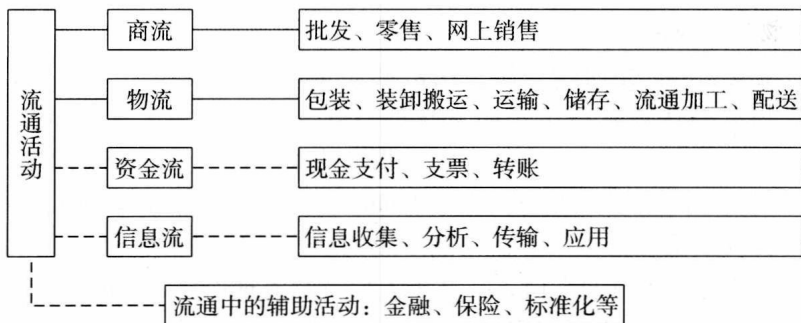 商流 批发、零售、网上销售
流通活动
物流 包装、装卸搬运、运输、储存、流通加工、配送
资金流 现金支付、支票、转账
信息流 信息收集、分析、传输、应用
流通中的辅助活动：金融、保险、标准化等